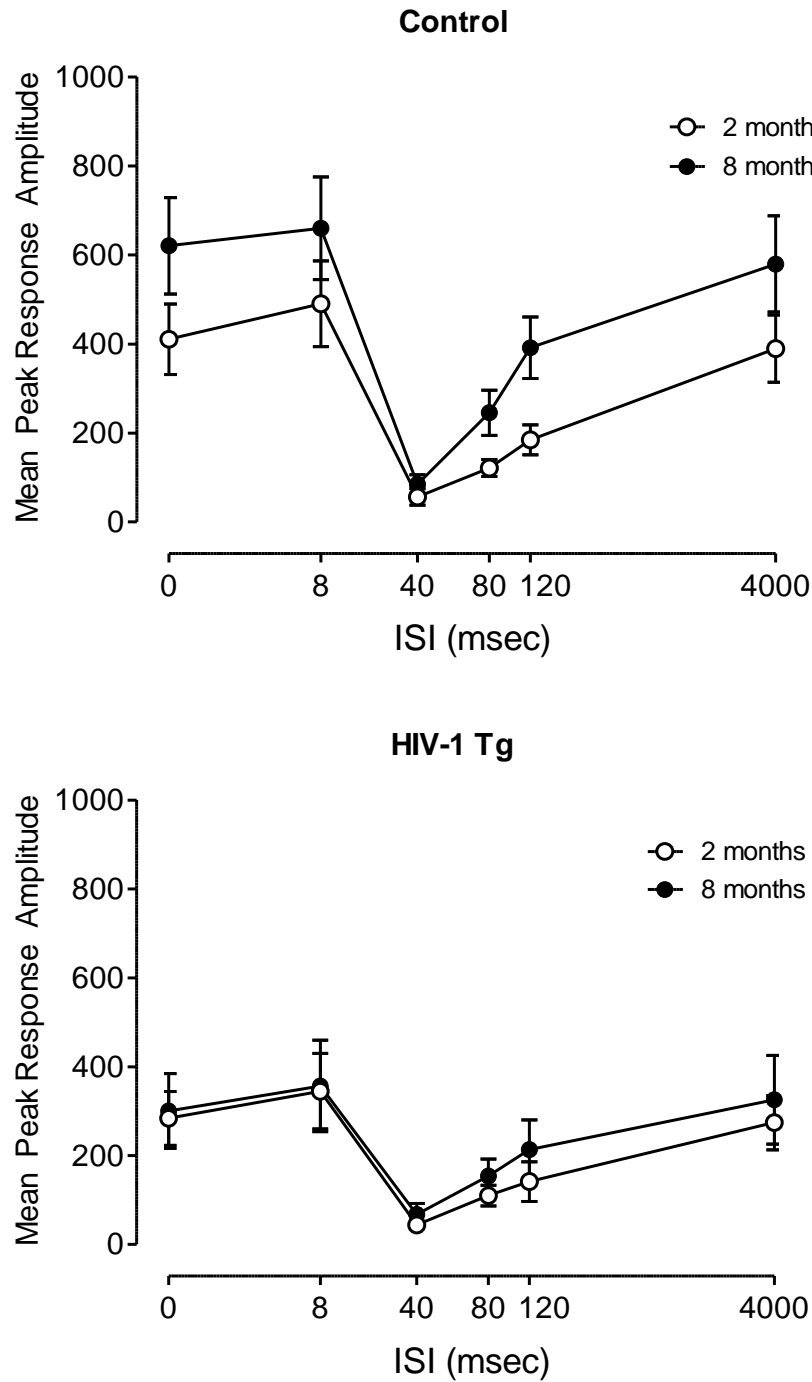 Control
Mean Peak Response Amplitude
1000
800
600
400
200
0
2 month
8 month
0 8 40 80 120 4000
ISI (msec)
HIV-1 Tg
Mean Peak Response Amplitude
1000
800
600
400
200
0
2 months
8 months
0 8 40 80 120 4000
ISI (msec)